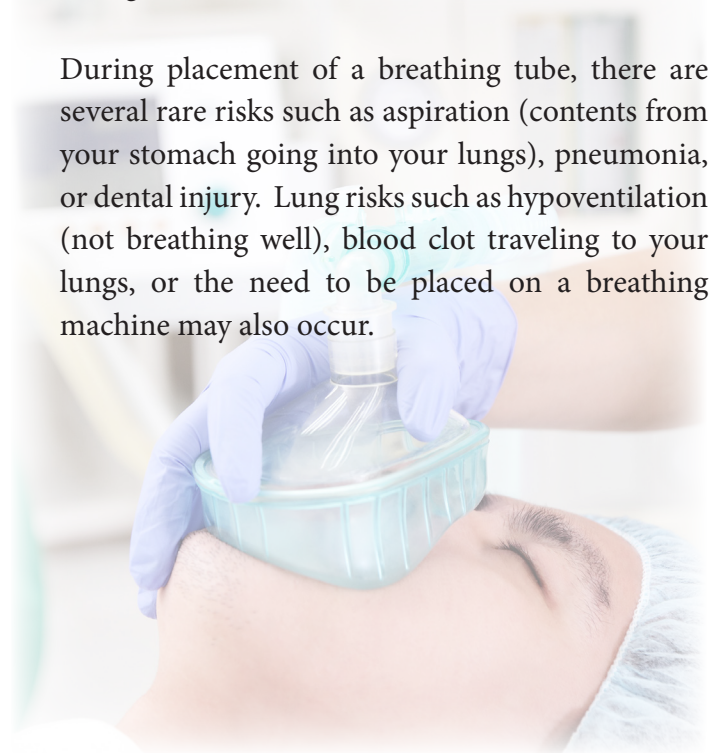 During placement of a breathing tube, there are
several rare risks such as aspiration (contents from
your stomach going into your lungs), pneumonia,
or dental injury.  Lung risks such as hypoventilation
(not breathing well), blood clot traveling to your
lungs, or the need to be placed on a breathing
machine may also occur.